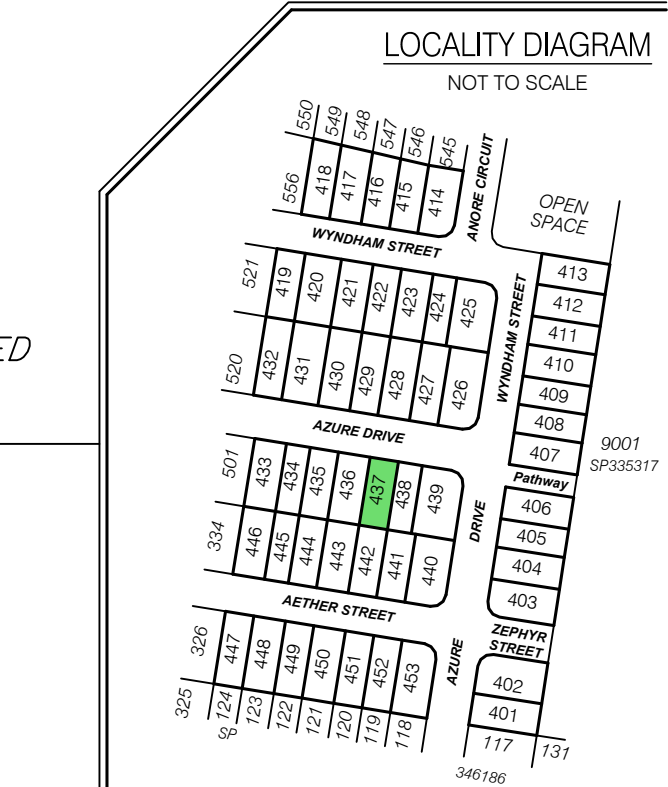 LOCALITY DIAGRAM
NOT TO SCALE
550 549 548 547 546 545
556 418 417 416 415 414
ANORE CIRCUIT
OPEN
SPACE
WYNDHAM STREET
521 419 420 421 422 423 424 425
WYNDHAM STREET
413
412
411
410
409
408
407
520 432 431 430 429 428 427 426
ED
AZURE DRIVE
9001
SP335317
Pathway
501 433 434 435 436 437 438 439
406
405
404
403
334 446 445 444 443 442 441 440
AZURE DRIVE
AETHER STREET
ZEPHYR
STREET
326 447 448 449 450 451 452 453
402
401
325 124 123 122 121 120 119 118
SP
117 131
346186